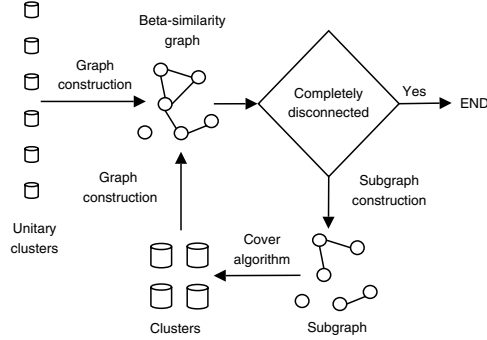 Beta-similarity
graph
Graph
construction
Completely
disconnected
Yes
END
Graph
construction
Subgraph
construction
Unitary
clusters
Cover
algorithm
Clusters
Subgraph